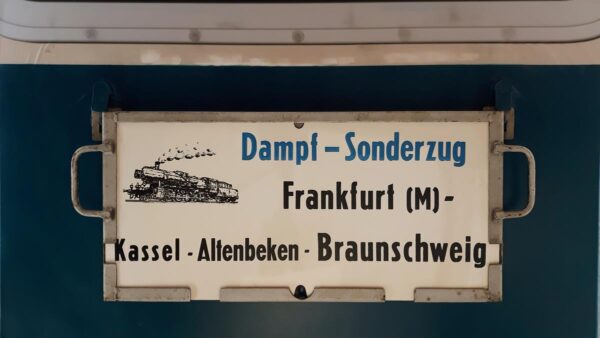 Dampf – Sonderzug
Frankfurt (M) -
Kassel - Altenbeken - Braunschweig